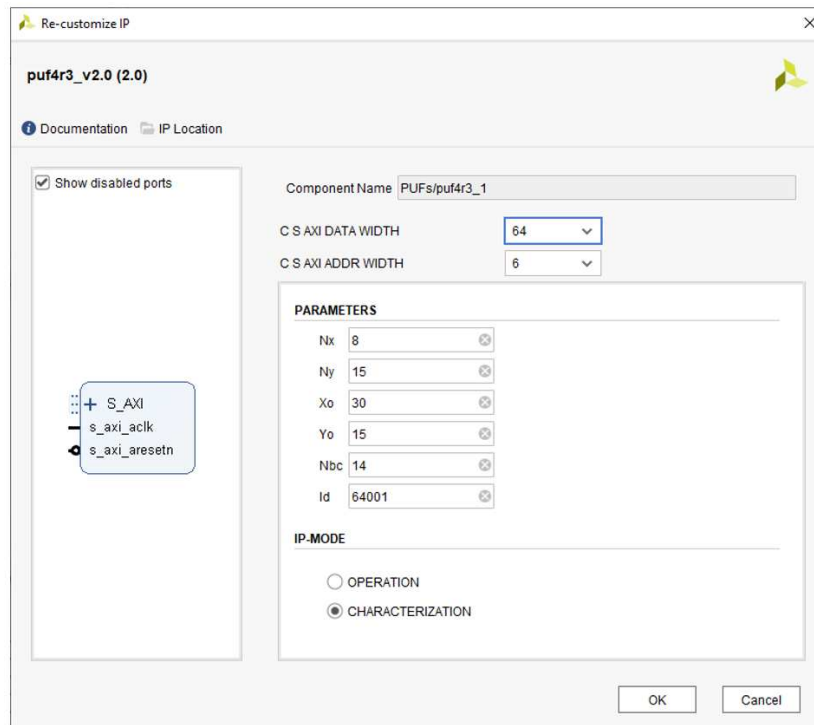 Re-customize IP
puf4r3_v2.0 (2.0)
Documentation IP Location
Show disabled ports
S_AXI
s_axi_aclk
s_axi_aresetn
Component Name PUFs/puf4r3_1
C S AXI DATA WIDTH 64
C S AXI ADDR WIDTH 6
PARAMETERS
Nx 8
Ny 15
Xo 30
Yo 15
Nbc 14
Id 64001
IP-MODE
OPERATION
CHARACTERIZATION
OK Cancel